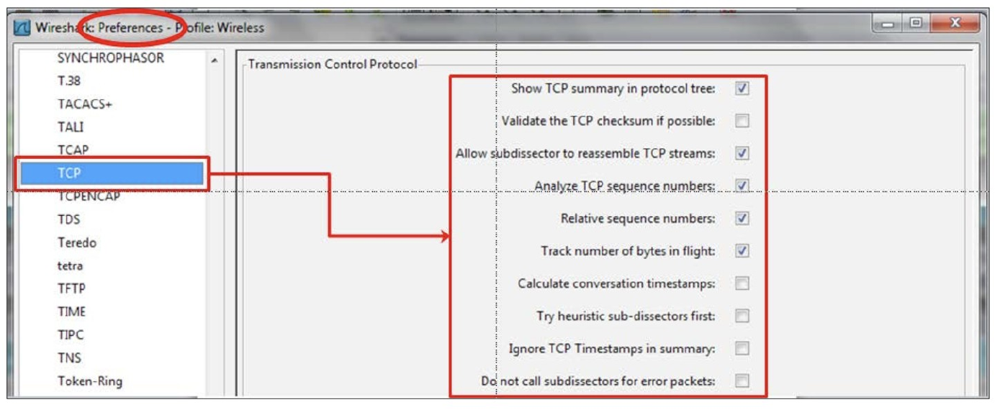 Wireshark: Preferences - Profile: Wireless
X
SYNCHROPHASOR
T.38
TACACS+
TALI
TCAP
TCP
TCPENCAP
TDS
Teredo
tetra
TFTP
TIME
TIPC
TNS
Token-Ring
Transmission Control Protocol
Show TCP summary in protocol tree:
Validate the TCP checksum if possible:
Allow subdissector to reassemble TCP streams:
Analyze TCP sequence numbers:
Relative sequence numbers:
Track number of bytes in flight:
Calculate conversation timestamps:
Try heuristic sub-dissectors first:
Ignore TCP Timestamps in summary:
Do not call subdissectors for error packets: